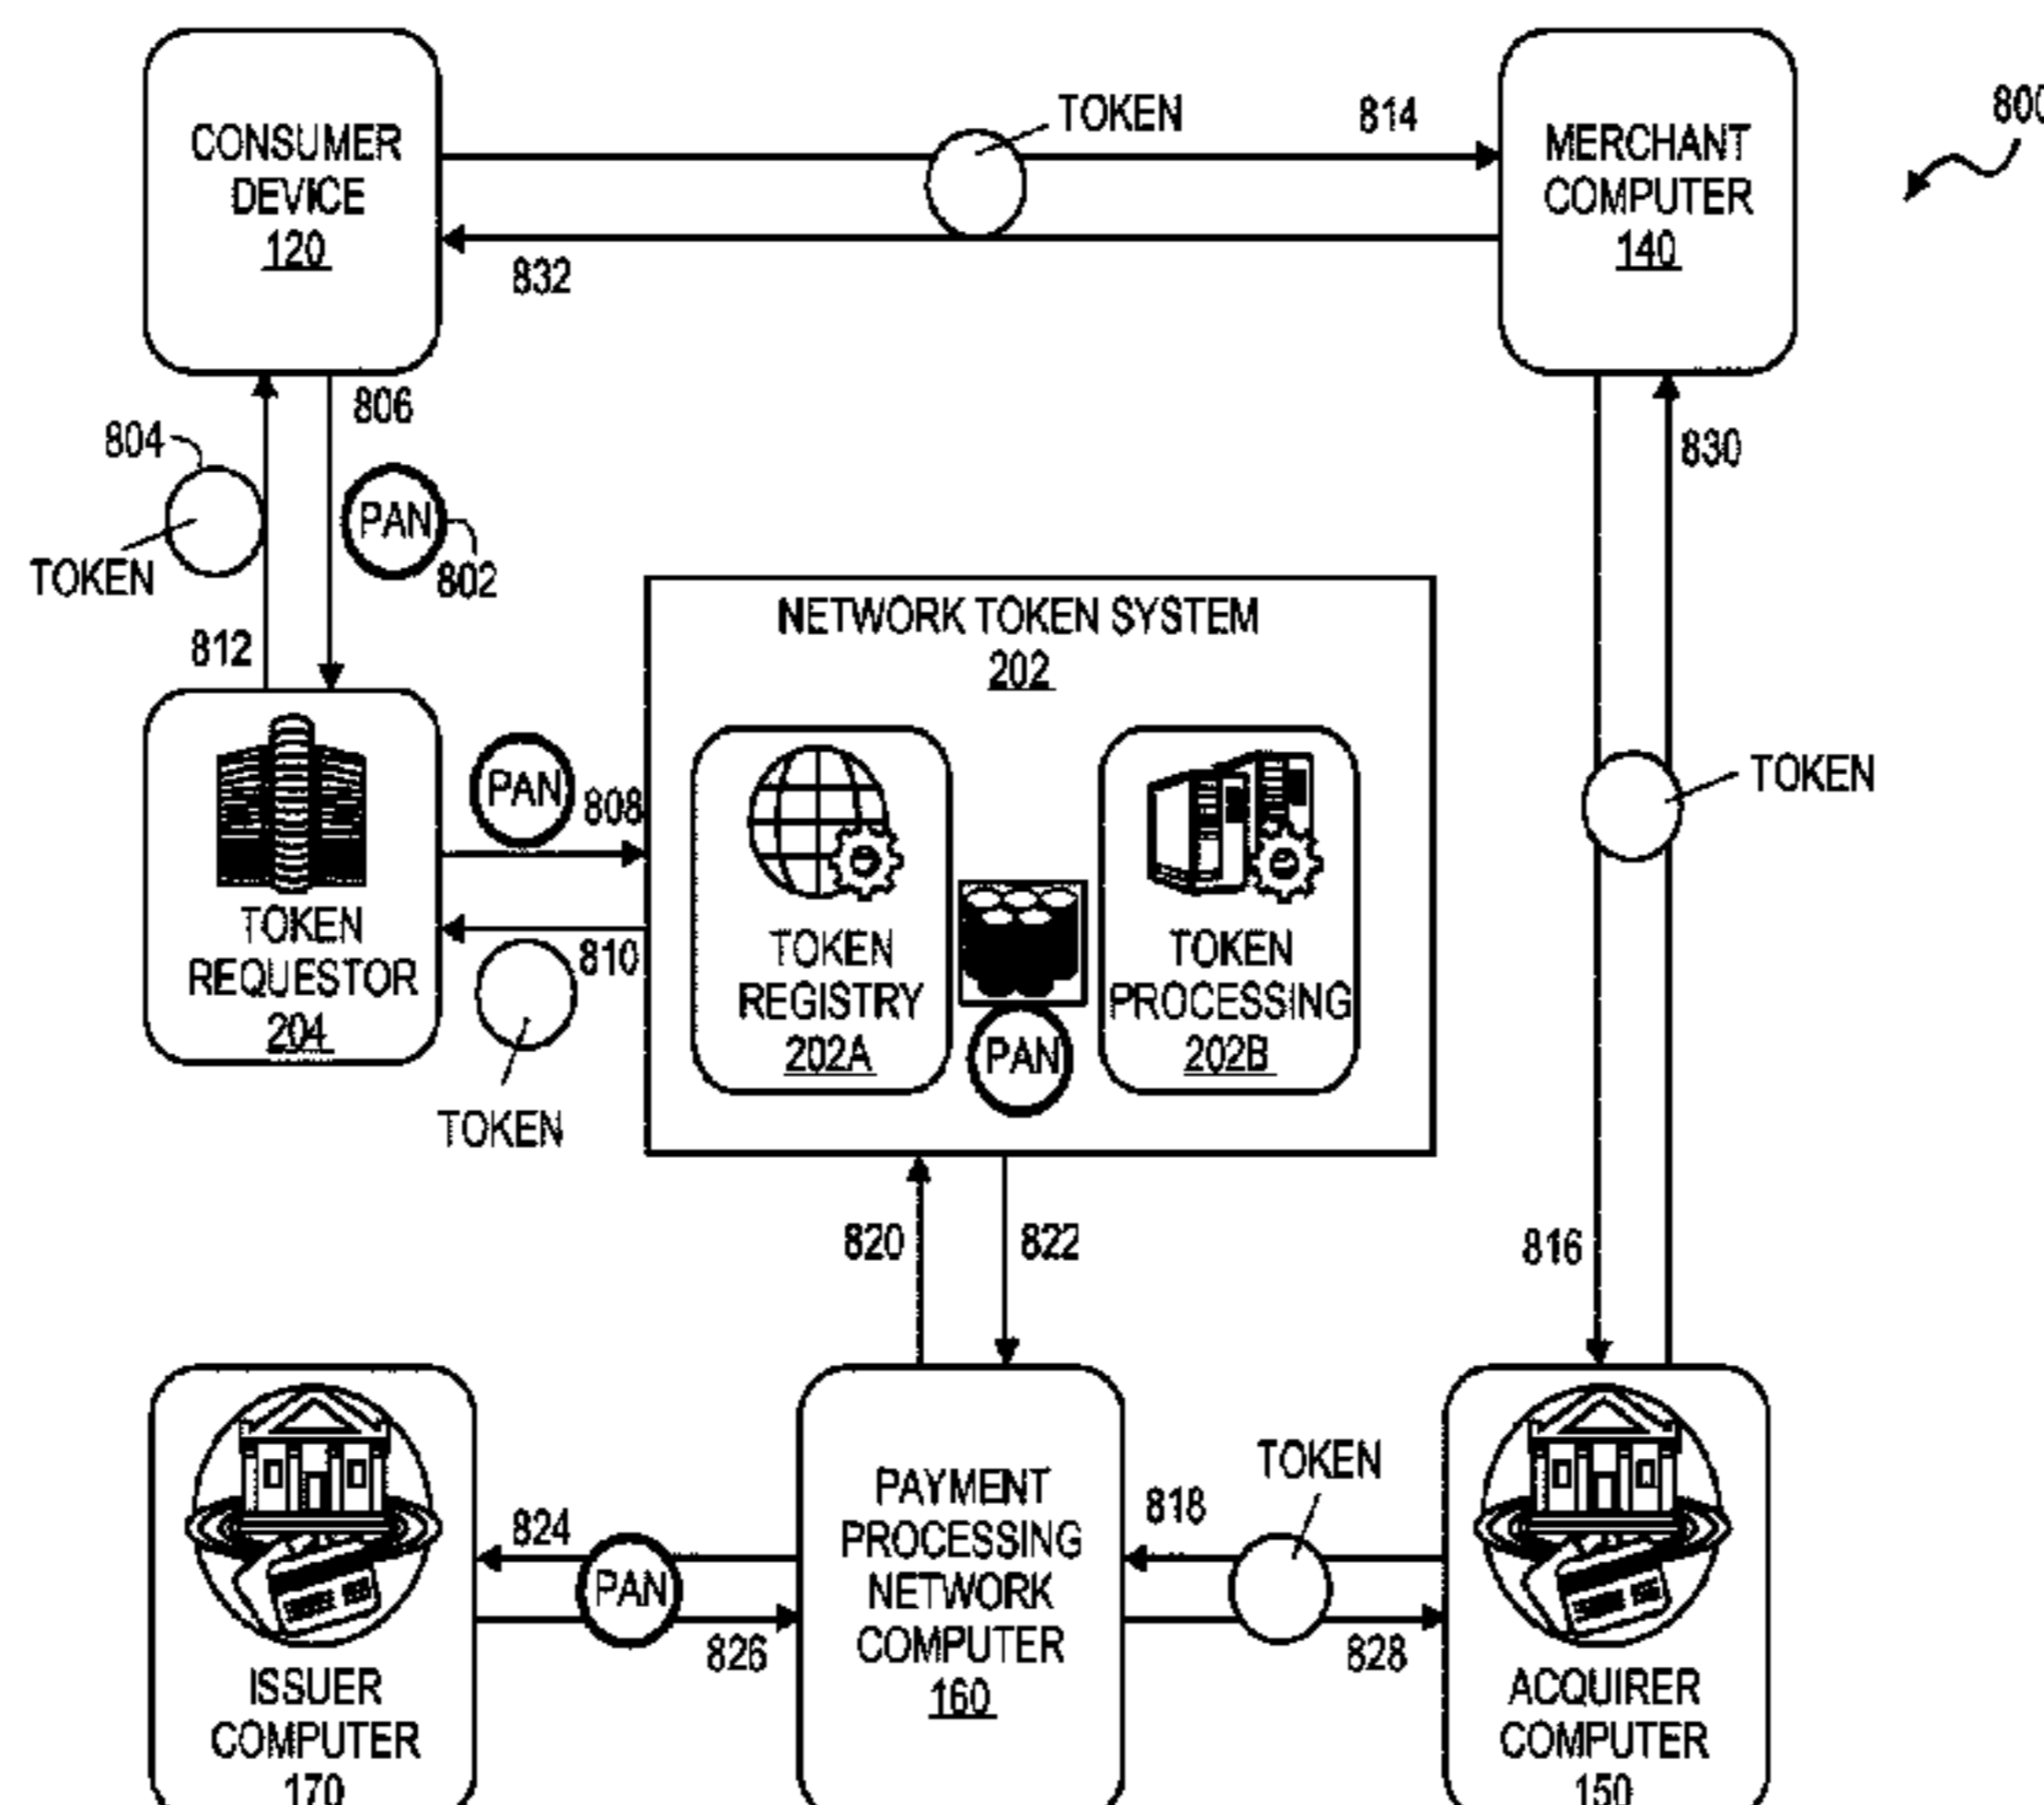 CONSUMER
DEVICE
120
TOKEN
814
MERCHANT
COMPUTER
140
800
832
806
804
PAN
802
TOKEN
830
812
NETWORK TOKEN SYSTEM
202
PAN
808
TOKEN
TOKEN
REQUESTOR
204
810
TOKEN
TOKEN
REGISTRY
202A
PAN
TOKEN
PROCESSING
202B
820
822
816
824
PAN
826
818
TOKEN
828
ISSUER
COMPUTER
170
PAYMENT
PROCESSING
NETWORK
COMPUTER
160
ACQUIRER
COMPUTER
150